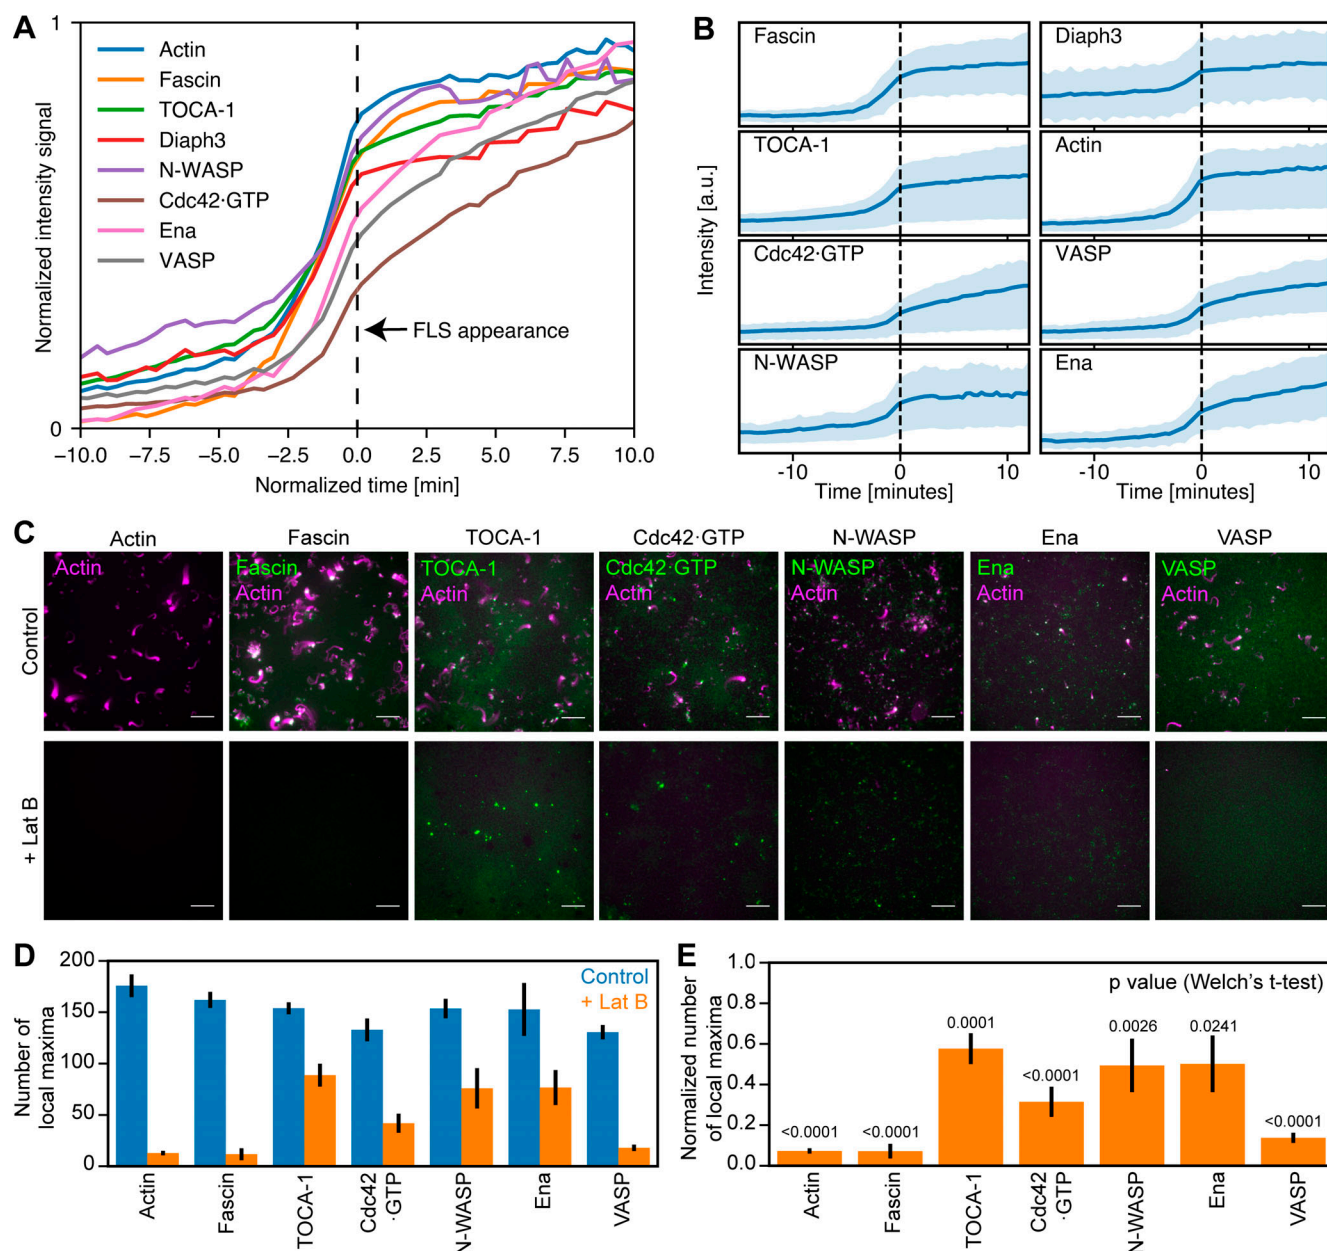 A
1
Normalized intensity signal
0
Actin
Fascin
TOCA-1
Diaph3
N-WASP
Cdc42·GTP
Ena
VASP
FLS appearance
−10.0 −7.5 −5.0 −2.5 0.0 2.5 5.0 7.5 10.0
Normalized time [min]
B
Fascin Diaph3
TOCA-1 Actin
Cdc42·GTP VASP
N-WASP Ena
Intensity [a.u.]
-10 0 10 -10 0 10
Time [minutes] Time [minutes]
C
Actin Fascin TOCA-1 Cdc42·GTP N-WASP Ena VASP
Control
Actin Fascin TOCA-1 Cdc42·GTP N-WASP Ena VASP
Actin Actin Actin Actin Actin Actin
+ Lat B
D
Number of
local maxima
200
150
100
50
0
Control
+ Lat B
Actin
Fascin
TOCA-1
Cdc42
·GTP
N-WASP
Ena
VASP
E
Normalized number
of local maxima
1.0
0.8
0.6
0.4
0.2
0.0
p value (Welch's t-test)
<0.0001 <0.0001 0.0001 <0.0001 0.0026 0.0241 <0.0001
Actin
Fascin
TOCA-1
Cdc42
·GTP
N-WASP
Ena
VASP